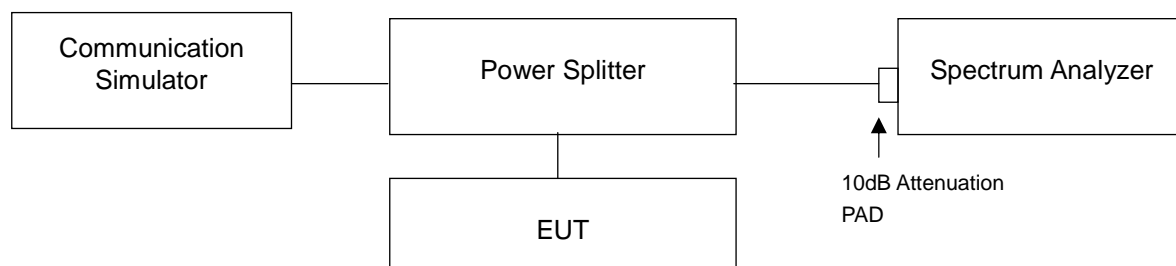 Communication
Simulator
Power Splitter
Spectrum Analyzer
10dB Attenuation
PAD
EUT